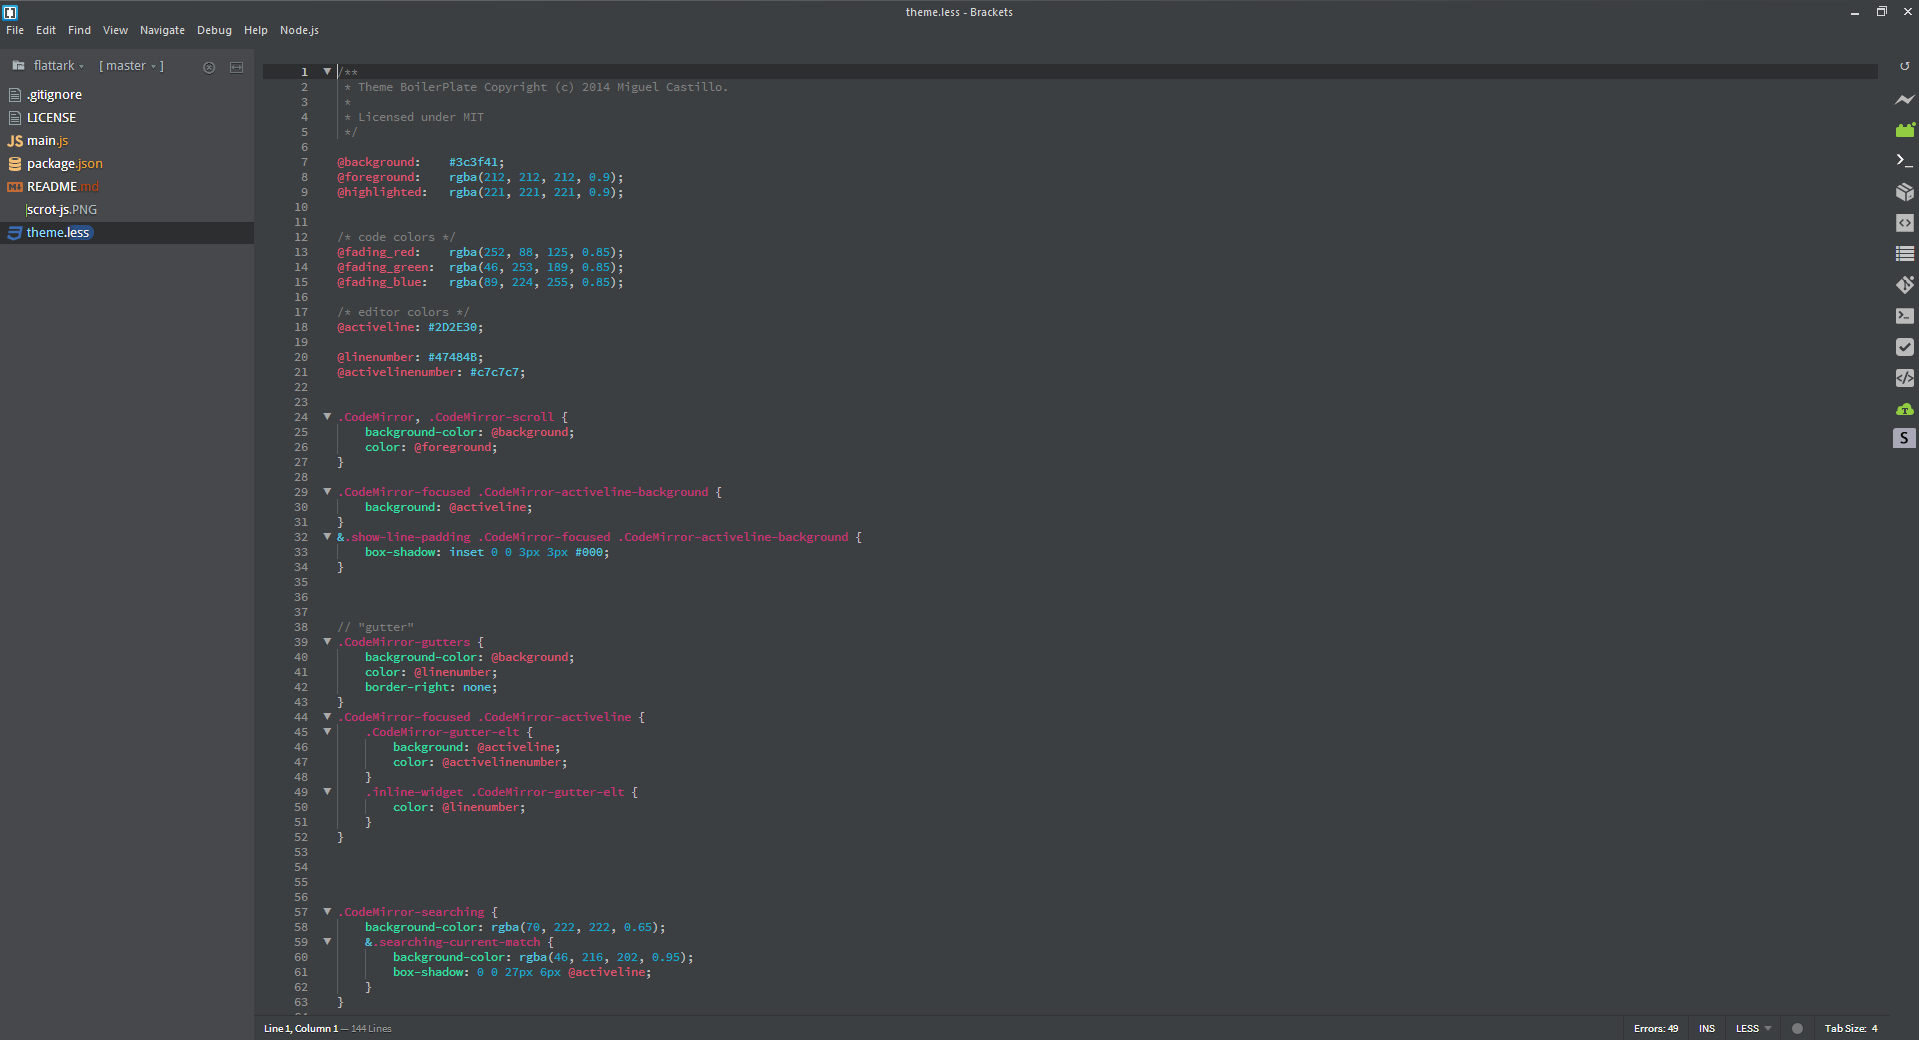 theme.less - Brackets
File Edit Find View Navigate Debug Help Node.js
flattark [ master ]
.gitignore
LICENSE
JS main.js
package.json
README.md
scrot-js.PNG
theme.less
1 /**
2 * Theme BoilerPlate Copyright (c) 2014 Miguel Castillo.
3 *
4 * Licensed under MIT
5 */
6
7 @background: #3c3f41;
8 @foreground: rgba(212, 212, 212, 0.9);
9 @highlighted: rgba(221, 221, 221, 0.9);
10
11
12 /* code colors */
13 @fading_red: rgba(252, 88, 125, 0.85);
14 @fading_green: rgba(46, 253, 189, 0.85);
15 @fading_blue: rgba(89, 224, 255, 0.85);
16
17 /* editor colors */
18 @activeline: #2D2E30;
19
20 @linenumber: #47484B;
21 @activelinenumber: #c7c7c7;
22
23
24 .CodeMirror, .CodeMirror-scroll {
25 background-color: @background;
26 color: @foreground;
27 }
28
29 .CodeMirror-focused .CodeMirror-activeline-background {
30 background: @activeline;
31 }
32 &.show-line-padding .CodeMirror-focused .CodeMirror-activeline-background {
33 box-shadow: inset 0 0 3px 3px #000;
34 }
35
36
37
38 // "gutter"
39 .CodeMirror-gutters {
40 background-color: @background;
41 color: @linenumber;
42 border-right: none;
43 }
44 .CodeMirror-focused .CodeMirror-activeline {
45 .CodeMirror-gutter-elt {
46 background: @activeline;
47 color: @activelinenumber;
48 }
49 .inline-widget .CodeMirror-gutter-elt {
50 color: @linenumber;
51 }
52 }
53
54
55
56
57 .CodeMirror-searching {
58 background-color: rgba(70, 222, 222, 0.65);
59 &.searching-current-match {
60 background-color: rgba(46, 216, 202, 0.95);
61 box-shadow: 0 0 27px 6px @activeline;
62 }
63 }
S
Line 1, Column 1 — 144 Lines
Errors: 49 INS LESS Tab Size: 4